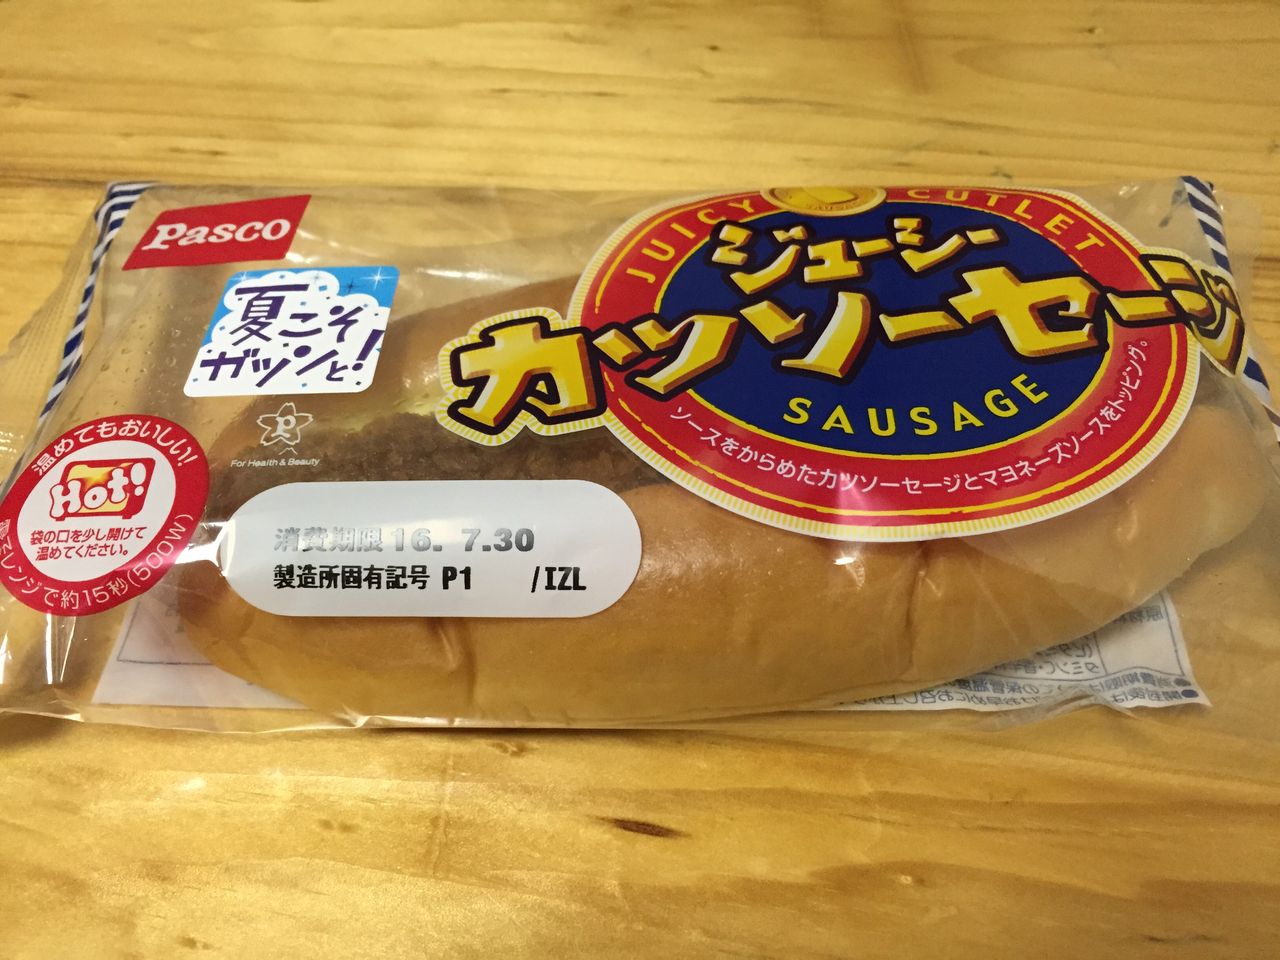 Pasco
夏こそ
ガツンと!
For Health & Beauty
JUICY CUTLET
ジューシー
カツソーセージ
SAUSAGE
ソースをからめたカツソーセージとマヨネーズソースをトッピング。
温めてもおいしい!
Hot!
袋の口を少し開けて
温めてください。
レンジで約15秒(500W)
消費期限 16. 7.30
製造所固有記号 P1 /IZL